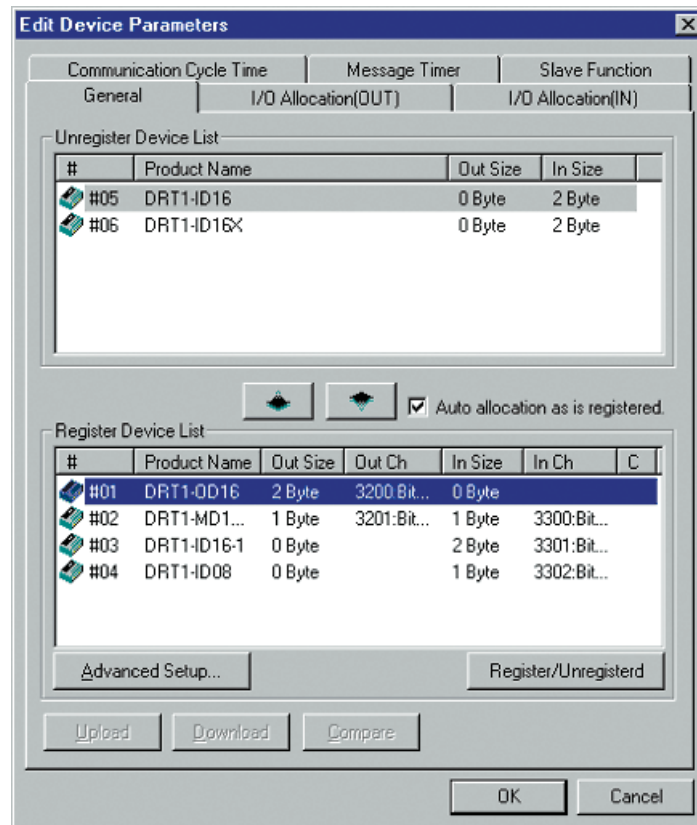 Edit Device Parameters
Communication Cycle Time Message Timer Slave Function
General I/O Allocation(OUT) I/O Allocation(IN)
Unregister Device List
# Product Name Out Size In Size
#05 DRT1-ID16 0 Byte 2 Byte
#06 DRT1-ID16X 0 Byte 2 Byte
Auto allocation as is registered.
Register Device List
# Product Name Out Size Out Ch In Size In Ch C
#01 DRT1-OD16 2 Byte 3200:Bit... 0 Byte
#02 DRT1-MD1... 1 Byte 3201:Bit... 1 Byte 3300:Bit...
#03 DRT1-ID16-1 0 Byte 2 Byte 3301:Bit...
#04 DRT1-ID08 0 Byte 1 Byte 3302:Bit...
Advanced Setup... Register/Unregisterd
Upload Download Compare
OK Cancel